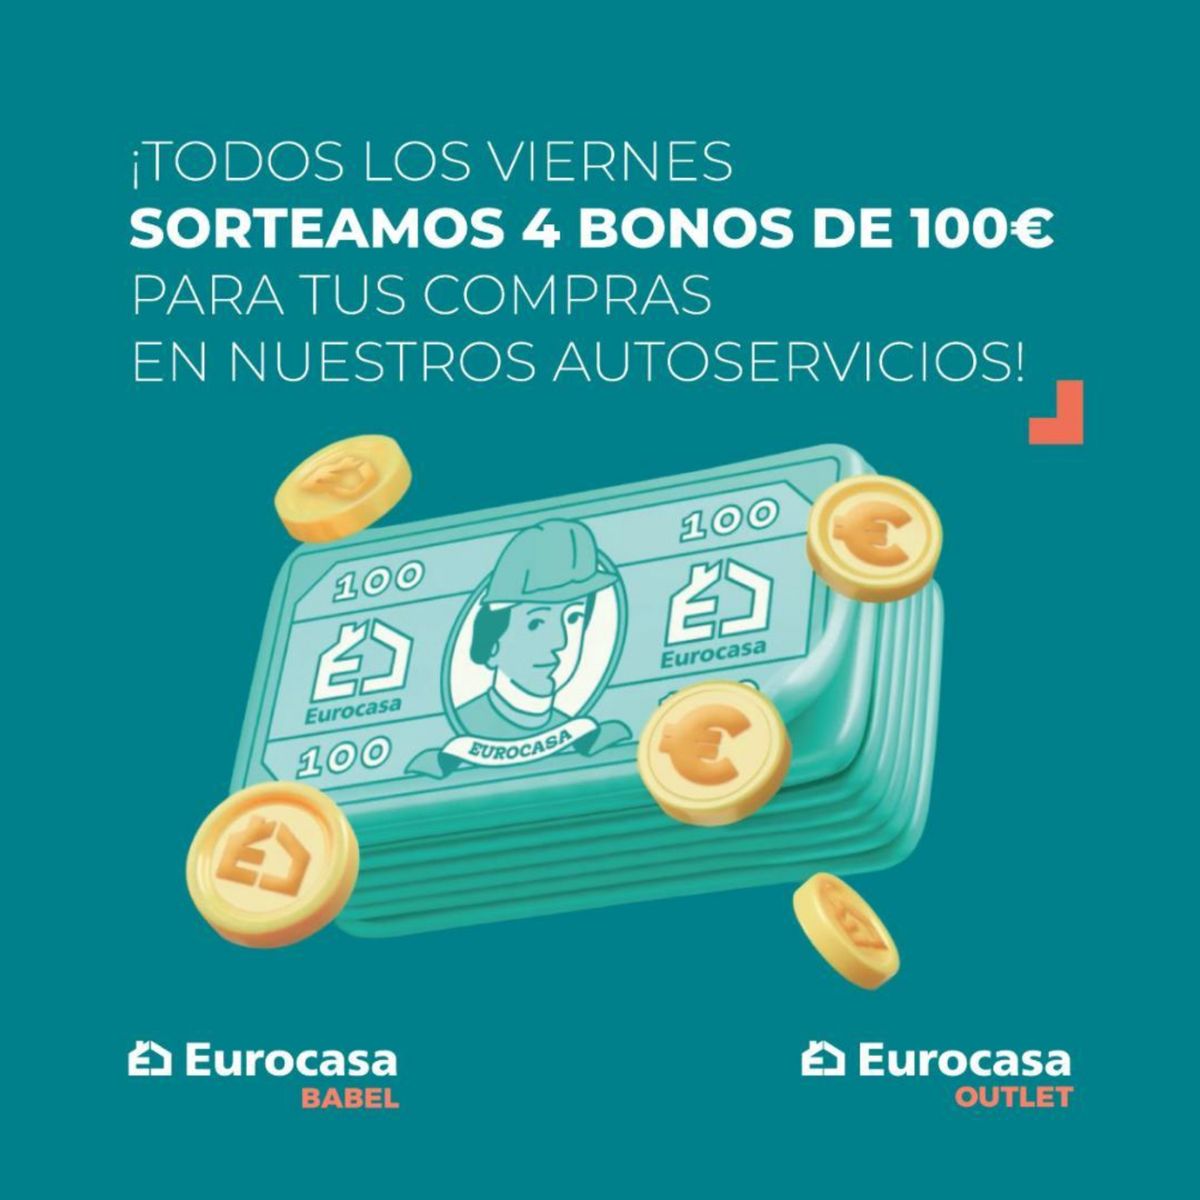 ¡TODOS LOS VIERNES
SORTEAMOS 4 BONOS DE 100€
PARA TUS COMPRAS
EN NUESTROS AUTOSERVICIOS!
100
100
Eurocasa
Eurocasa
100
EUROCASA
€
€
Eurocasa
BABEL
Eurocasa
OUTLET